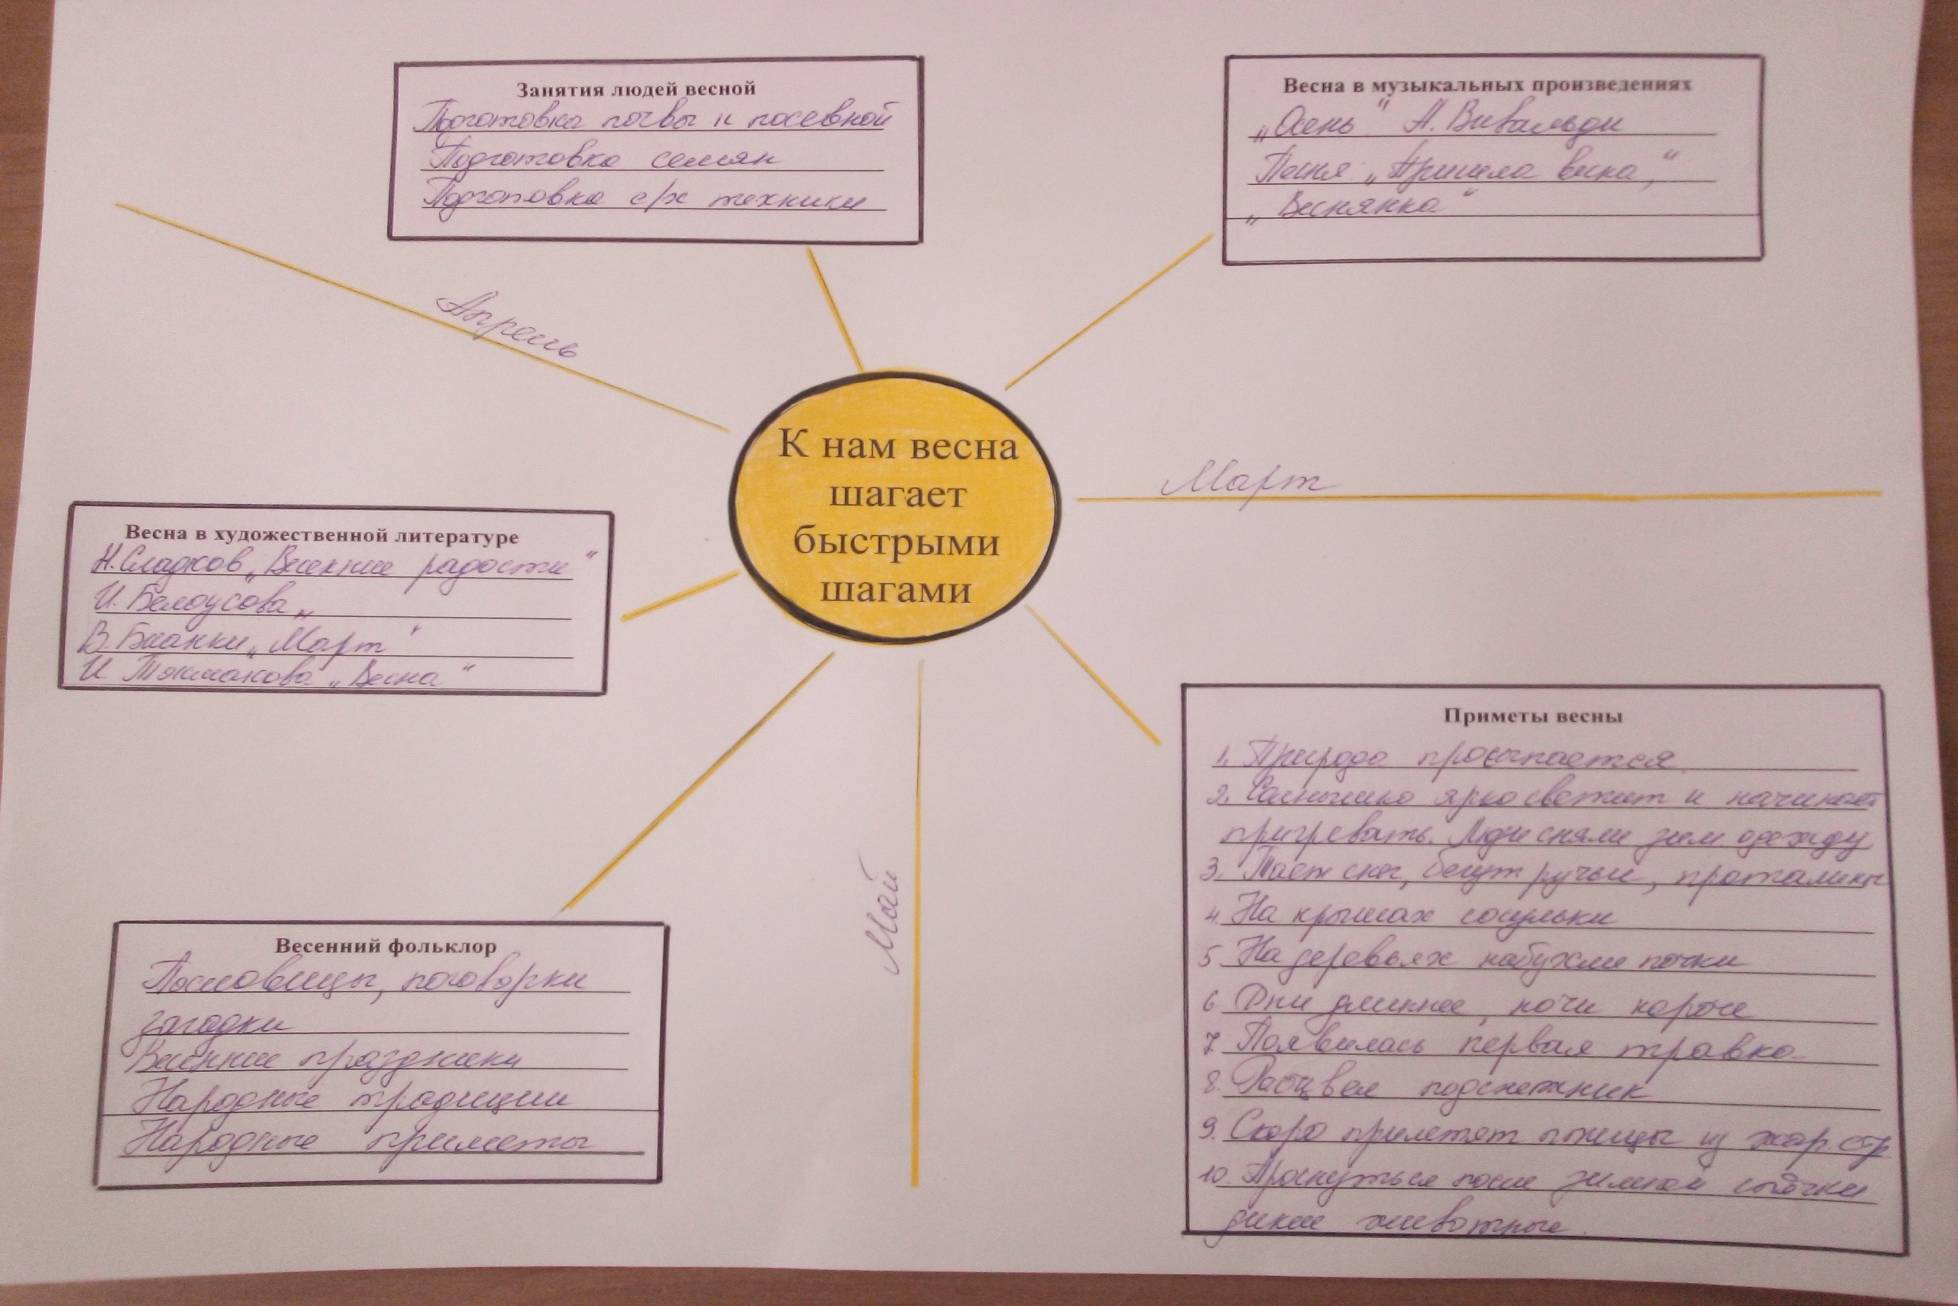 Занятия людей весной
Подготовка почвы к посевной
Подготовка семян
Подготовка с/х техники
Весна в музыкальных произведениях
„Осень" А. Вивальди
Песня „Пришла весна,"
„Веснянка"
Апрель
К нам весна
шагает
быстрыми
шагами
Март
Весна в художественной литературе
Н. Сладков „Весенние радости"
И. Белоусова „
В. Бианки „Март"
И Токмакова „Весна"
Май
Весенний фольклор
Пословицы, поговорки
загадки
Весенние праздники
Народные традиции
Народные приметы
Приметы весны
1. Природа просыпается
2. Солнышко ярко светит и начинает
пригревать. Люди сняли зим одежду
3. Тает снег, бегут ручьи, проталины
4 На крышах сосульки
5 На деревьях набухли почки
6 Дни длиннее, ночи короче
7 Появилась первая травка.
8. Расцвел подснежник
9. Скоро прилетят птицы из жар. стр
10. Проснуться после зимней спячки
дикие животные.